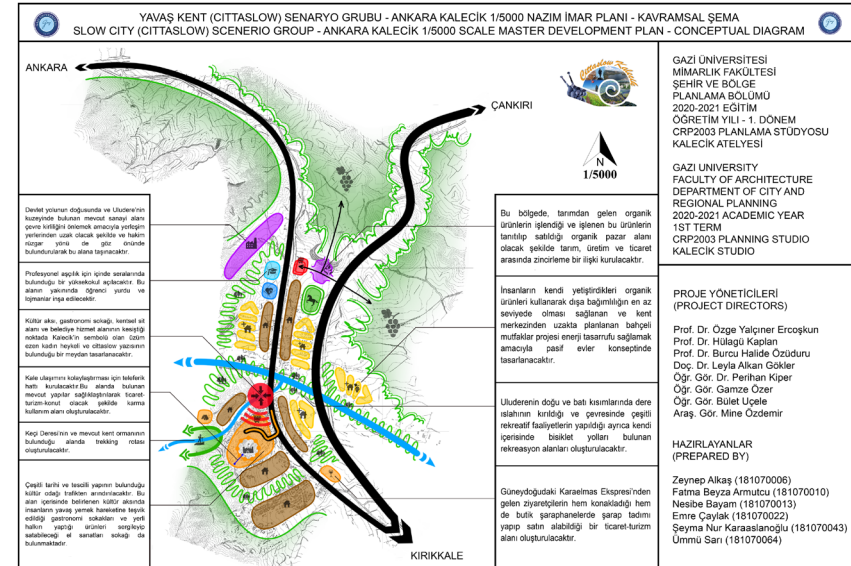 YAVAŞ KENT (CITTASLOW) SENARYO GRUBU - ANKARA KALECİK 1/5000 NAZIM İMAR PLANI - KAVRAMSAL ŞEMA
SLOW CITY (CITTASLOW) SCENERIO GROUP - ANKARA KALECİK 1/5000 SCALE MASTER DEVELOPMENT PLAN - CONCEPTUAL DIAGRAM
ANKARA
Cittaslow Kalecik
ÇANKIRI
N
1/5000
Devlet yolunun doğusunda ve Uludere'nin
kuzeyinde bulunan mevcut sanayi alanı
çevre kirliliğini önlemek amacıyla yerleşim
yerlerinden uzak olacak şekilde ve hakim
rüzgar yönü de göz önünde
bulundurularak bu alana taşınacaktır.
Profesyonel aşçılık için içinde seralarında
bulunduğu bir yüksekokul açılacaktır. Bu
alanın yakınında öğrenci yurdu ve
lojmanlar inşa edilecektir.
Kültür aksı, gastronomi sokağı, kentsel sit
alanı ve belediye hizmet alanının kesiştiği
noktada Kalecik'in sembolü olan üzüm
ezen kadın heykeli ve cittaslow yazısının
bulunduğu bir meydan tasarlanacaktır.
Kale ulaşımını kolaylaştırması için teleferik
hattı kurulacaktır.Bu alanda bulunan
mevcut yapılar sağlıklaştırılarak ticaret-
turizm-konut olacak şekilde karma
kullanım alanı oluşturulacaktır.
Keçi Deresi'nin ve mevcut kent ormanının
bulunduğu alanda trekking rotası
oluşturulacaktır.
Çeşitli tarihi ve tescilli yapının bulunduğu
kültür odağı trafikten arındırılacaktır. Bu
alan içerisinde belirlenen kültür aksında
insanların yavaş yemek hareketine teşvik
edildiği gastronomi sokakları ve yerli
halkın yaptığı ürünleri sergileyip
satabileceği el sanatları sokağı da
bulunmaktadır.
Bu bölgede, tarımdan gelen organik
ürünlerin işlendiği ve işlenen bu ürünlerin
tanıtılıp satıldığı organik pazar alanı
olacak şekilde tarım, üretim ve ticaret
arasında zincirleme bir ilişki kurulacaktır.
İnsanların kendi yetiştirdikleri organik
ürünleri kullanarak dışa bağımlılığın en az
seviyede olması sağlanan ve kent
merkezinden uzakta planlanan bahçeli
mutfaklar projesi enerji tasarrufu sağlamak
amacıyla pasif evler konseptinde
tasarlanacaktır.
Uluderenin doğu ve batı kısımlarında dere
ıslahının kırıldığı ve çevresinde çeşitli
rekreatif faaliyetlerin yapıldığı ayrıca kendi
içerisinde bisiklet yolları bulunan
rekreasyon alanları oluşturulacaktır.
Güneydoğudaki Karaelmas Ekspresi'nden
gelen ziyaretçilerin hem konakladığı hem
de butik şaraphanelerde şarap tadımı
yapıp satın alabildiği bir ticaret-turizm
alanı oluşturulacaktır.
KIRIKKALE
GAZİ ÜNİVERSİTESİ
MİMARLIK FAKÜLTESİ
ŞEHİR VE BÖLGE
PLANLAMA BÖLÜMÜ
2020-2021 EĞİTİM
ÖĞRETİM YILI - 1. DÖNEM
CRP2003 PLANLAMA STÜDYOSU
KALECİK ATELYESİ
GAZI UNIVERSITY
FACULTY OF ARCHITECTURE
DEPARTMENT OF CITY AND
REGIONAL PLANNING
2020-2021 ACADEMIC YEAR
1ST TERM
CRP2003 PLANNING STUDIO
KALECİK STUDIO
PROJE YÖNETİCİLERİ
(PROJECT DIRECTORS)
Prof. Dr. Özge Yalçıner Ercoşkun
Prof. Dr. Hülagü Kaplan
Prof. Dr. Burcu Halide Özüduru
Doç. Dr. Leyla Alkan Gökler
Öğr. Gör. Dr. Perihan Kiper
Öğr. Gör. Gamze Özer
Öğr. Gör. Bület Uçele
Araş. Gör. Mine Özdemir
HAZIRLAYANLAR
(PREPARED BY)
Zeynep Alkaş (181070006)
Fatma Beyza Armutcu (181070010)
Nesibe Bayam (181070013)
Emre Çaylak (181070022)
Şeyma Nur Karaaslanoğlu (181070043)
Ümmü Sarı (181070064)